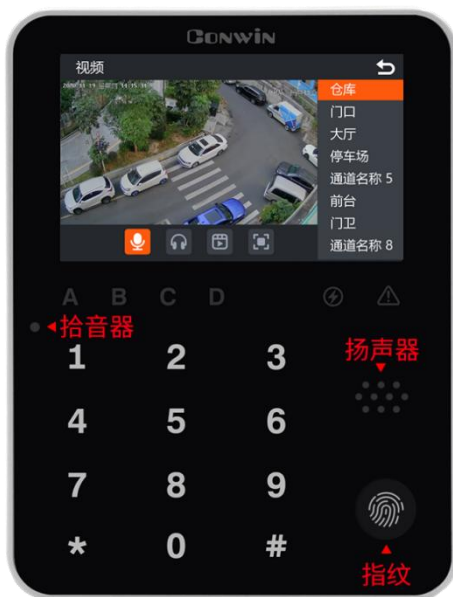 CONWIN
视频
仓库
门口
大厅
停车场
通道名称 5
前台
门卫
通道名称 8
A B C D
拾音器
扬声器
1 2 3
4 5 6
7 8 9
* 0 #
指纹